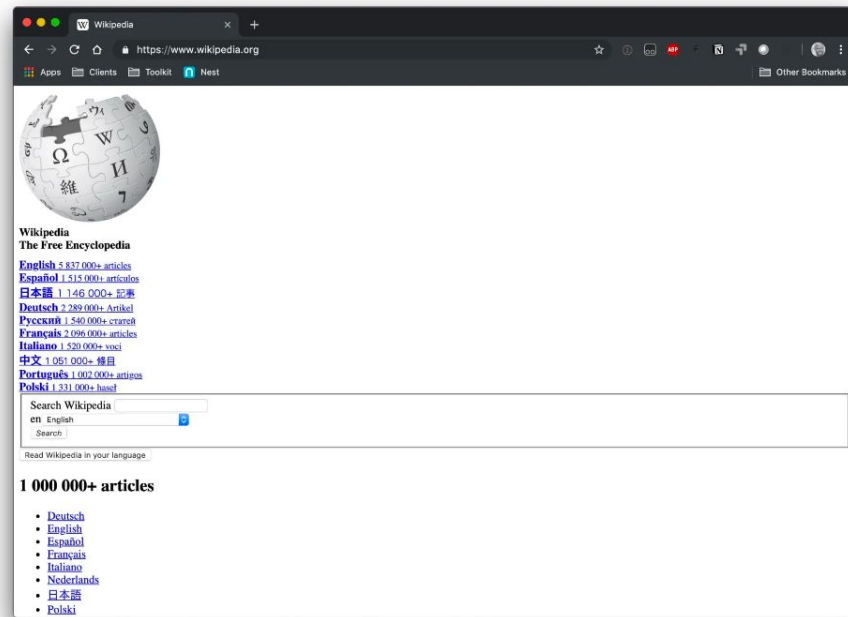 Wikipedia
https://www.wikipedia.org
ABP
Apps Clients Toolkit Nest Other Bookmarks
Ω W И 維 7
Wikipedia
The Free Encyclopedia
English 5 837 000+ articles
Español 1 515 000+ artículos
日本語 1 146 000+ 記事
Deutsch 2 289 000+ Artikel
Русский 1 540 000+ статей
Français 2 096 000+ articles
Italiano 1 520 000+ voci
中文 1 051 000+ 條目
Português 1 002 000+ artigos
Polski 1 331 000+ haseł
Search Wikipedia
en English
Search
Read Wikipedia in your language
1 000 000+ articles
Deutsch
English
Español
Français
Italiano
Nederlands
日本語
Polski